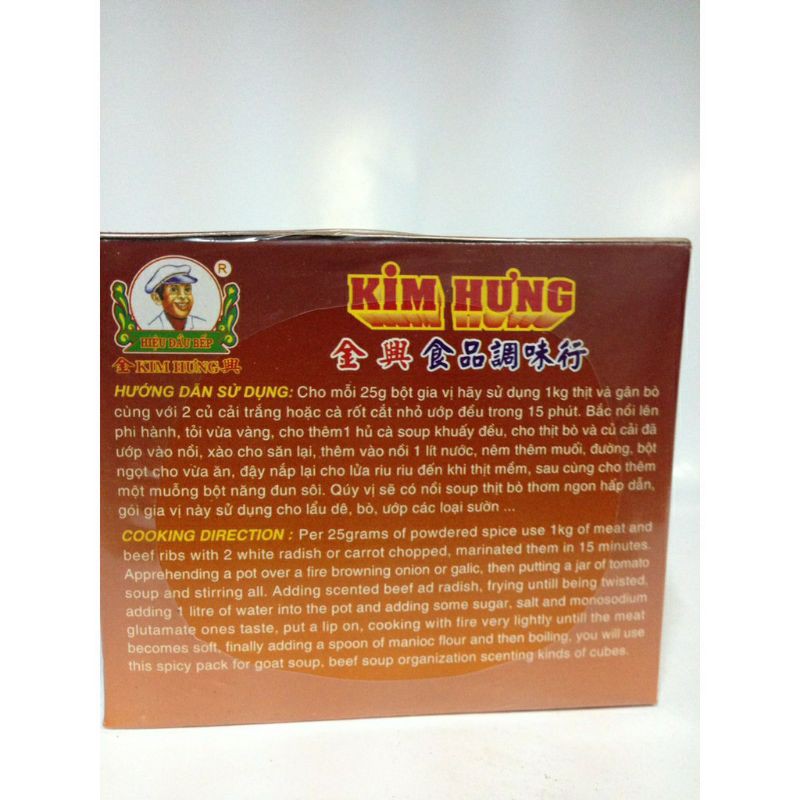 R
HIỆU ĐẦU BẾP
金 KIM HƯNG 興
KIM HƯNG
金興食品調味行
HƯỚNG DẪN SỬ DỤNG: Cho mỗi 25g bột gia vị hãy sử dụng 1kg thịt và gân bò
cùng với 2 củ cải trắng hoặc cà rốt cắt nhỏ ướp đều trong 15 phút. Bắc nồi lên
phi hành, tỏi vừa vàng, cho thêm1 hủ cà soup khuấy đều, cho thịt bò và củ cải đã
ướp vào nồi, xào cho săn lại, thêm vào nồi 1 lít nước, nêm thêm muối, đường, bột
ngọt cho vừa ăn, đậy nắp lại cho lửa riu riu đến khi thịt mềm, sau cùng cho thêm
một muỗng bột năng đun sôi. Qúy vị sẽ có nồi soup thịt bò thơm ngon hấp dẫn,
gói gia vị này sử dụng cho lẩu dê, bò, ướp các loại sườn ...
COOKING DIRECTION : Per 25grams of powdered spice use 1kg of meat and
beef ribs with 2 white radish or carrot chopped, marinated them in 15 minutes.
Apprehending a pot over a fire browning onion or galic, then putting a jar of tomato
soup and stirring all. Adding scented beef ad radish, frying untill being twisted,
adding 1 litre of water into the pot and adding some sugar, salt and monosodium
glutamate ones taste, put a lip on, cooking with fire very lightly untill the meat
becomes soft, finally adding a spoon of manioc flour and then boiling, you will use
this spicy pack for goat soup, beef soup organization scenting kinds of cubes.